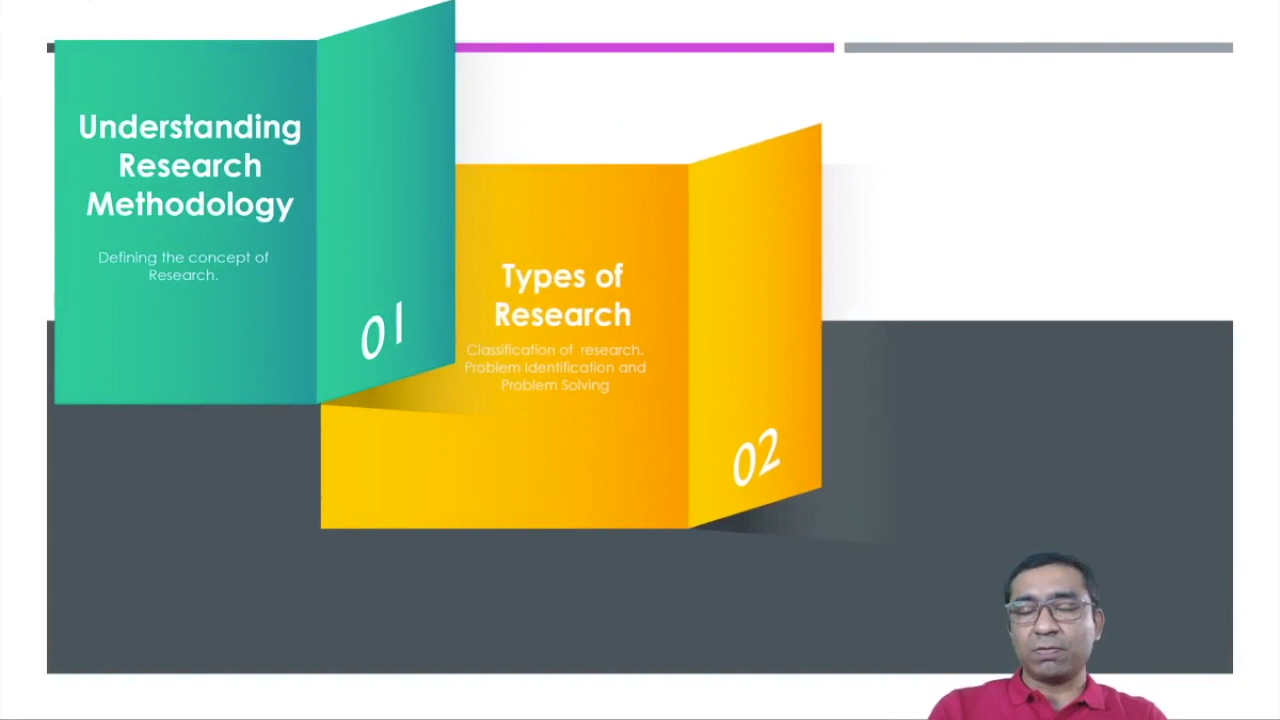 Understanding
Research
Methodology
Defining the concept of
Research.
01
Types of
Research
Classification of research.
Problem Identification and
Problem Solving
02